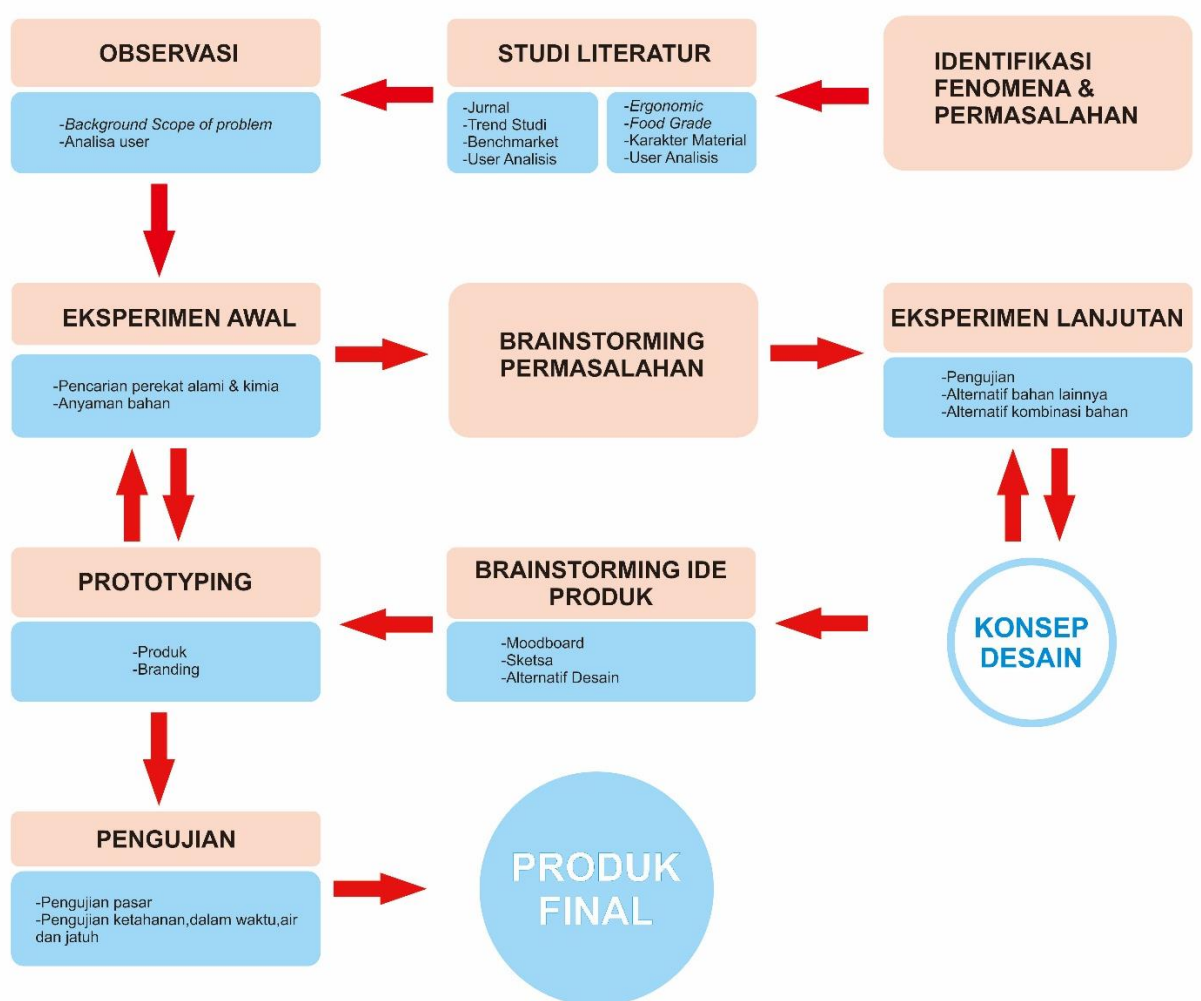 OBSERVASI
-Background Scope of problem
-Analisa user
STUDI LITERATUR
-Jurnal
-Trend Studi
-Benchmarket
-User Analisis
-Ergonomic
-Food Grade
-Karakter Material
-User Analisis
IDENTIFIKASI
FENOMENA &
PERMASALAHAN
EKSPERIMEN AWAL
-Pencarian perekat alami & kimia
-Anyaman bahan
BRAINSTORMING
PERMASALAHAN
EKSPERIMEN LANJUTAN
-Pengujian
-Alternatif bahan lainnya
-Alternatif kombinasi bahan
PROTOTYPING
-Produk
-Branding
BRAINSTORMING IDE
PRODUK
-Moodboard
-Sketsa
-Alternatif Desain
KONSEP
DESAIN
PENGUJIAN
-Pengujian pasar
-Pengujian ketahanan,dalam waktu,air
dan jatuh
PRODUK
FINAL